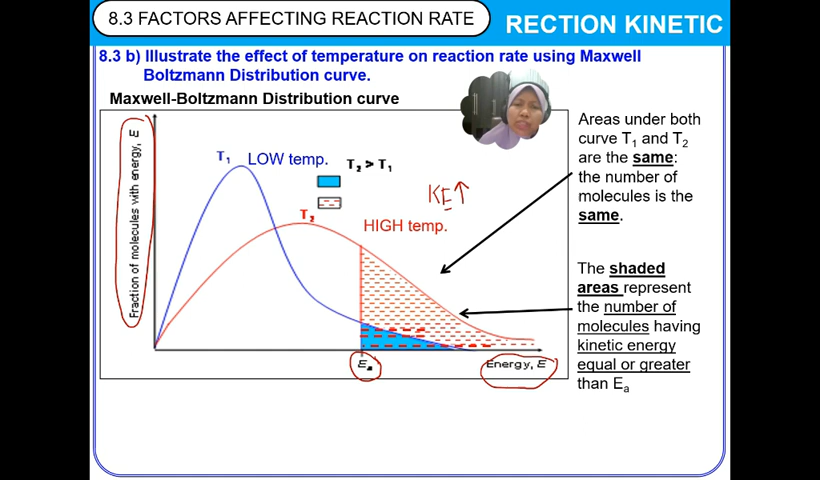 8.3 FACTORS AFFECTING REACTION RATE
RECTION KINETIC
8.3 b) Illustrate the effect of temperature on reaction rate using Maxwell
Boltzmann Distribution curve.
Maxwell-Boltzmann Distribution curve
Fraction of molecules with energy, E
T₁ LOW temp.
T₂ > T₁
KE↑
T₂
HIGH temp.
Eₐ
Energy, E
Areas under both
curve T₁ and T₂
are the same:
the number of
molecules is the
same.
The shaded
areas represent
the number of
molecules having
kinetic energy
equal or greater
than Eₐ